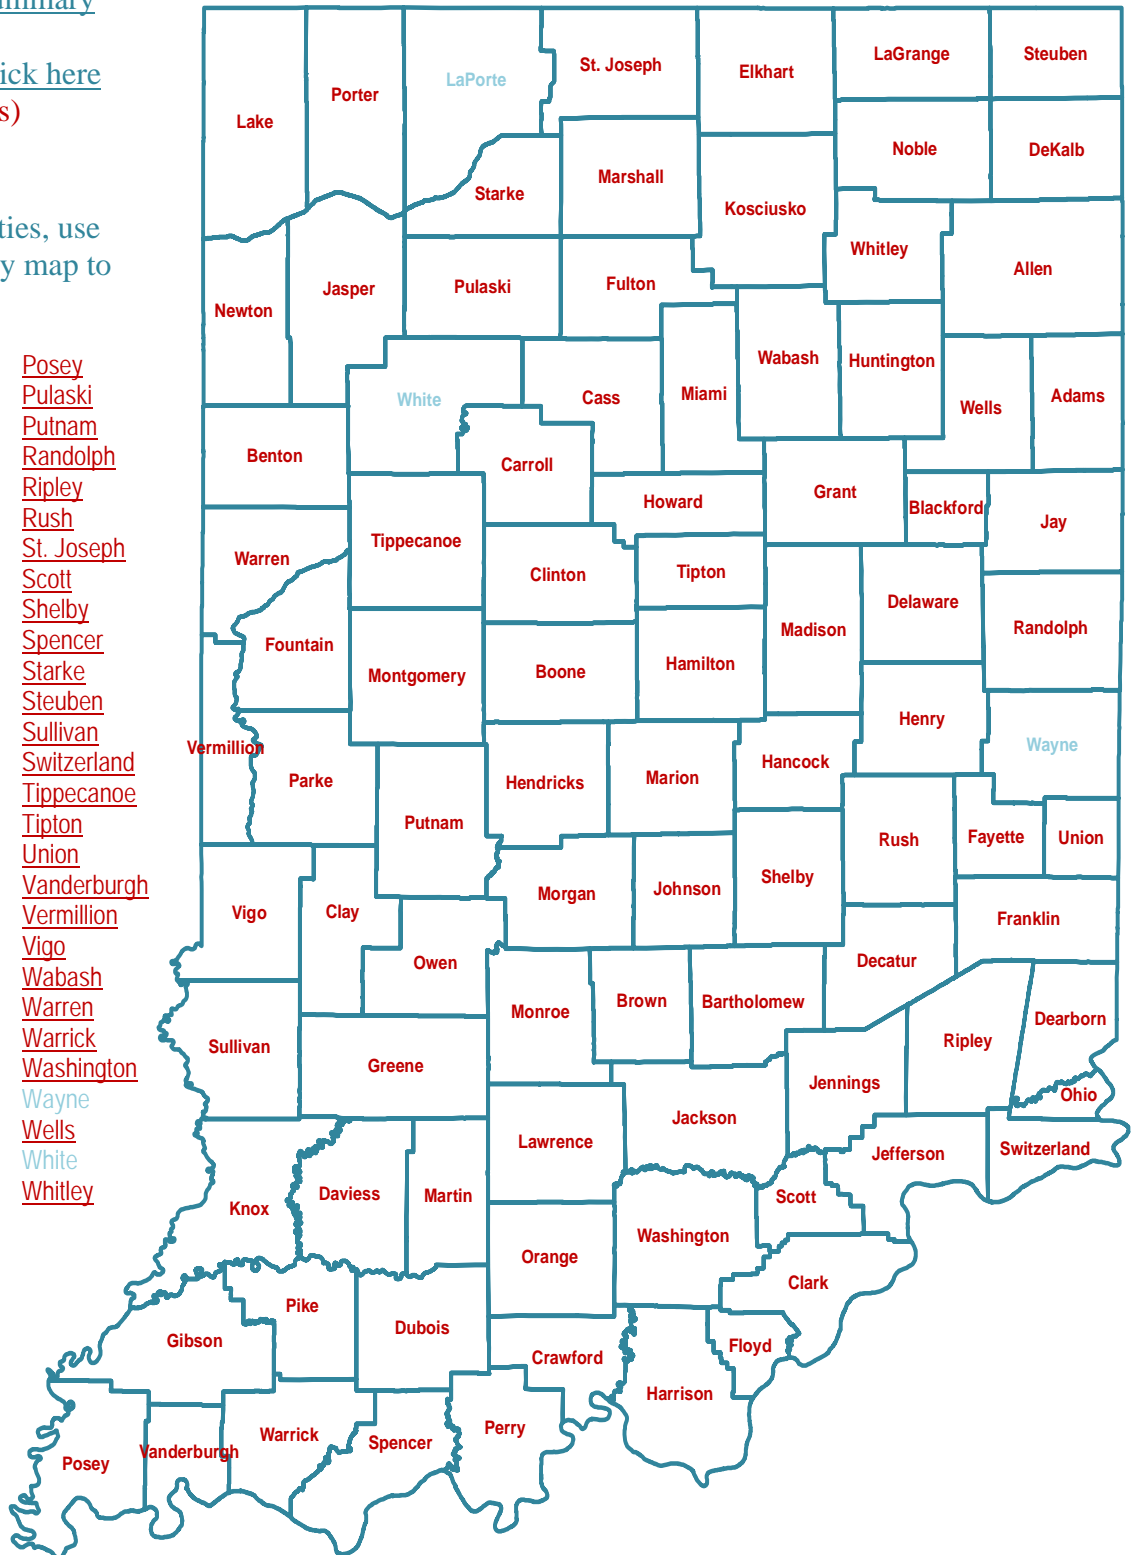 ummary
ick here
s)
ties, use
y map to
Posey
Pulaski
Putnam
Randolph
Ripley
Rush
St. Joseph
Scott
Shelby
Spencer
Starke
Steuben
Sullivan
Switzerland
Tippecanoe
Tipton
Union
Vanderburgh
Vermillion
Vigo
Wabash
Warren
Warrick
Washington
Wayne
Wells
White
Whitley
Lake
Porter
LaPorte
St. Joseph
Elkhart
LaGrange
Steuben
Noble
DeKalb
Starke
Marshall
Kosciusko
Whitley
Allen
Newton
Jasper
Pulaski
Fulton
Wabash
Huntington
White
Cass
Miami
Wells
Adams
Benton
Carroll
Howard
Grant
Blackford
Jay
Warren
Tippecanoe
Clinton
Tipton
Madison
Delaware
Randolph
Fountain
Montgomery
Boone
Hamilton
Henry
Wayne
Vermillion
Parke
Putnam
Hendricks
Marion
Hancock
Rush
Fayette
Union
Vigo
Clay
Morgan
Johnson
Shelby
Franklin
Owen
Decatur
Sullivan
Greene
Monroe
Brown
Bartholomew
Ripley
Dearborn
Jennings
Ohio
Lawrence
Jackson
Jefferson
Switzerland
Knox
Daviess
Martin
Scott
Orange
Washington
Clark
Gibson
Pike
Dubois
Crawford
Floyd
Harrison
Posey
Vanderburgh
Warrick
Spencer
Perry